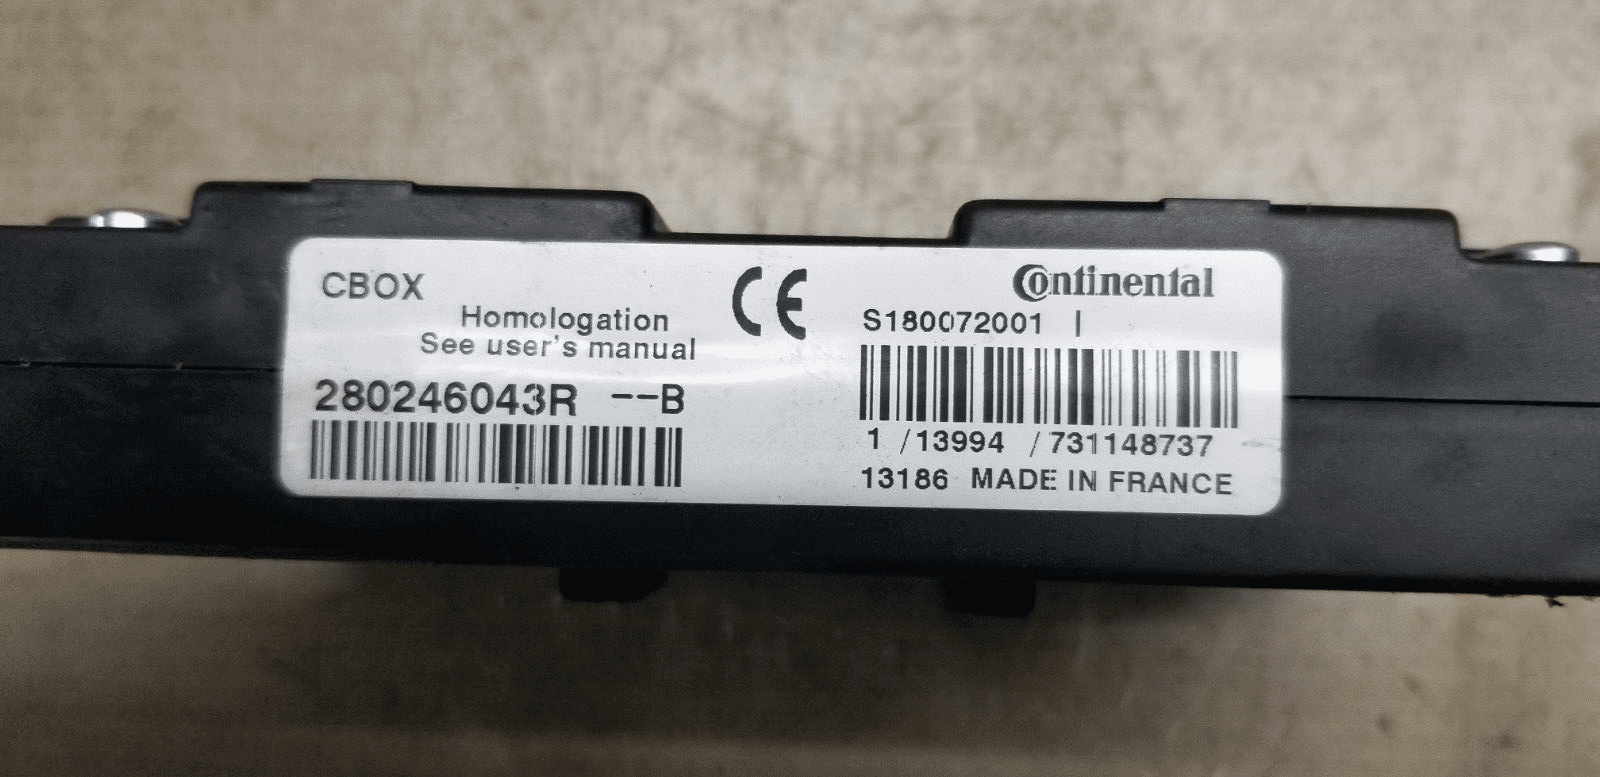 CBOX
Homologation
See user's manual
280246043R --B
CE
Continental
S180072001 I
1 /13994 /731148737
13186 MADE IN FRANCE